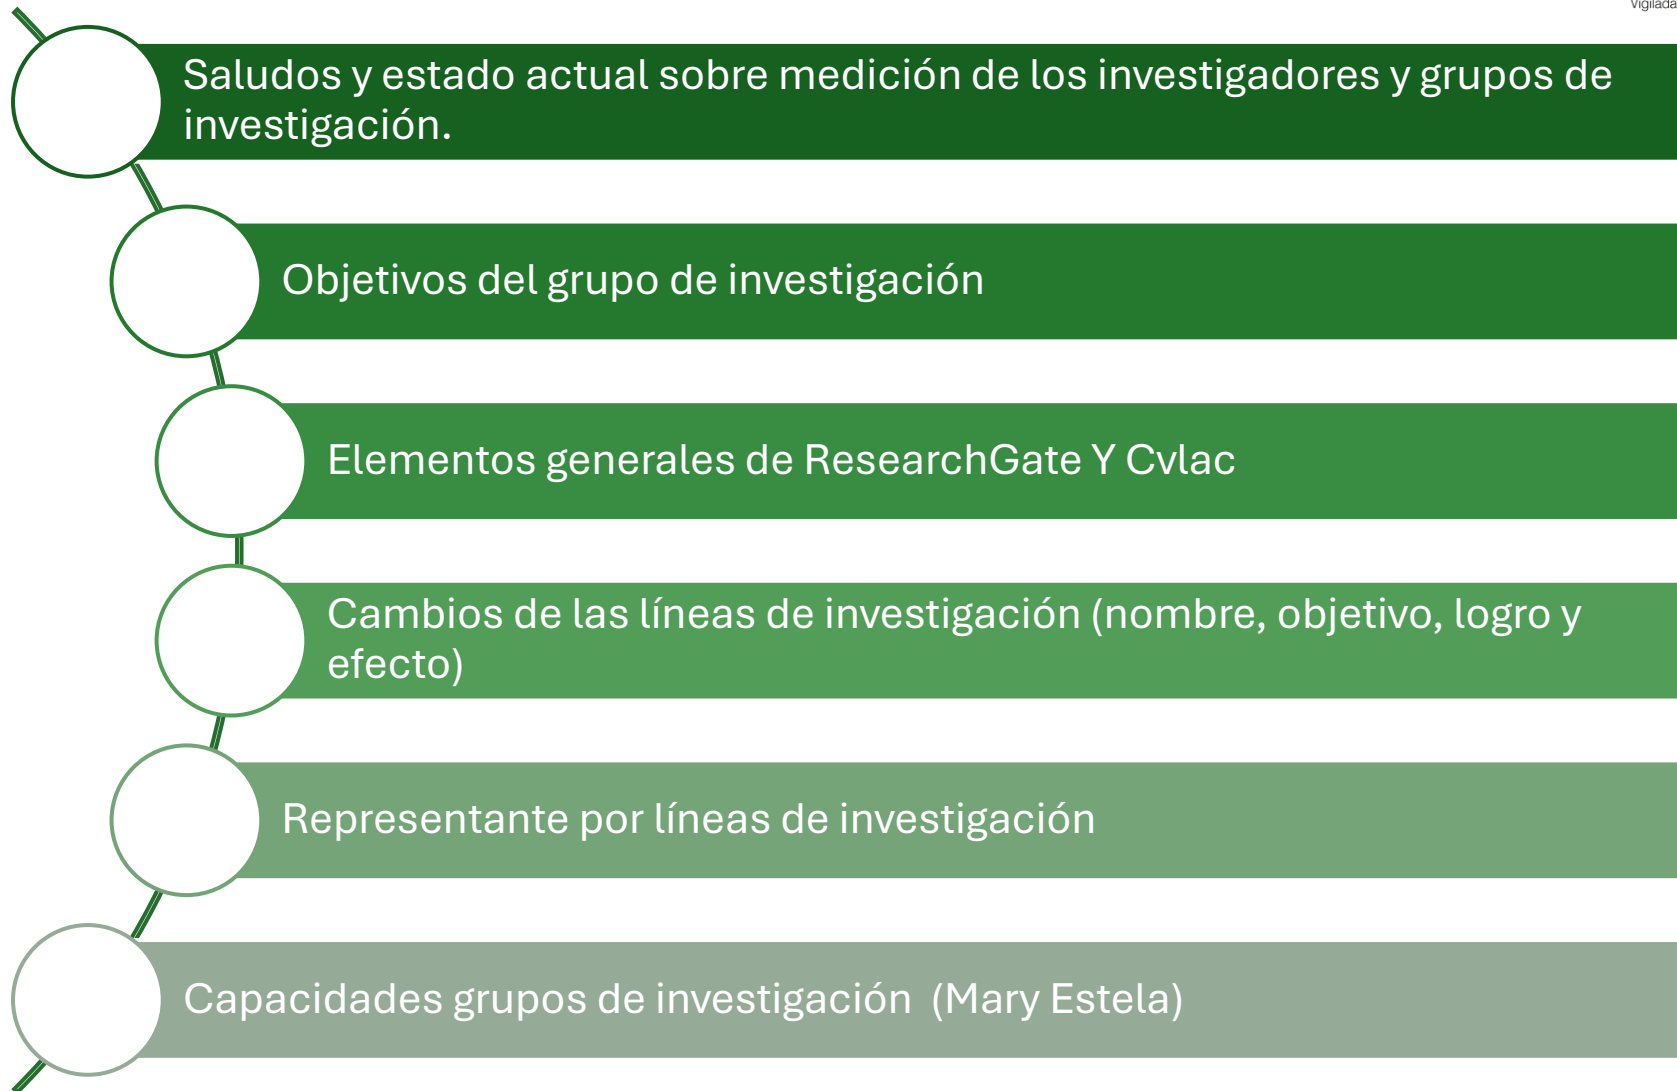 Vigilada
Saludos y estado actual sobre medición de los investigadores y grupos de
investigación.
Objetivos del grupo de investigación
Elementos generales de ResearchGate Y Cvlac
Cambios de las líneas de investigación (nombre, objetivo, logro y
efecto)
Representante por líneas de investigación
Capacidades grupos de investigación  (Mary Estela)